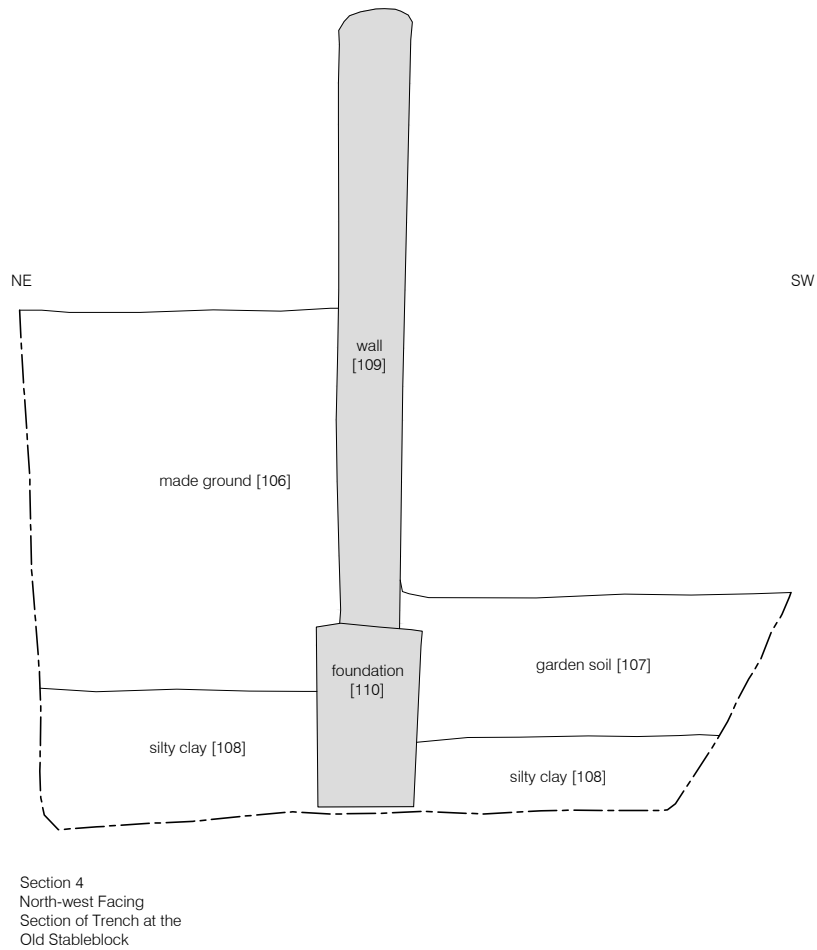 NE
SW
wall
[109]
made ground [106]
foundation
[110]
garden soil [107]
silty clay [108]
silty clay [108]
Section 4
North-west Facing
Section of Trench at the
Old Stableblock